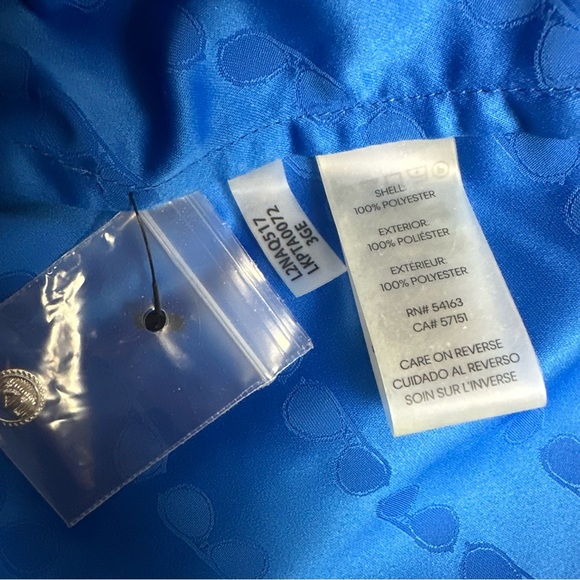 L2NAQ517
LKPTA0072
3GE
SHELL:
100% POLYESTER
EXTERIOR:
100% POLIÉSTER
EXTÉRIEUR:
100% POLYESTER
RN# 54163
CA# 57151
CARE ON REVERSE
CUIDADO AL REVERSO
SOIN SUR L'INVERSE